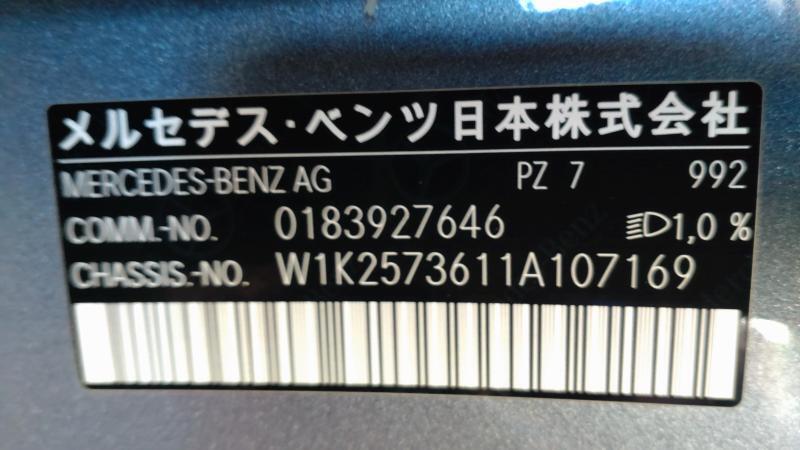 メルセデス・ベンツ日本株式会社
MERCEDES-BENZ AG PZ 7 992
COMM.-NO. 0183927646 1,0 %
CHASSIS.-NO. W1K2573611A107169